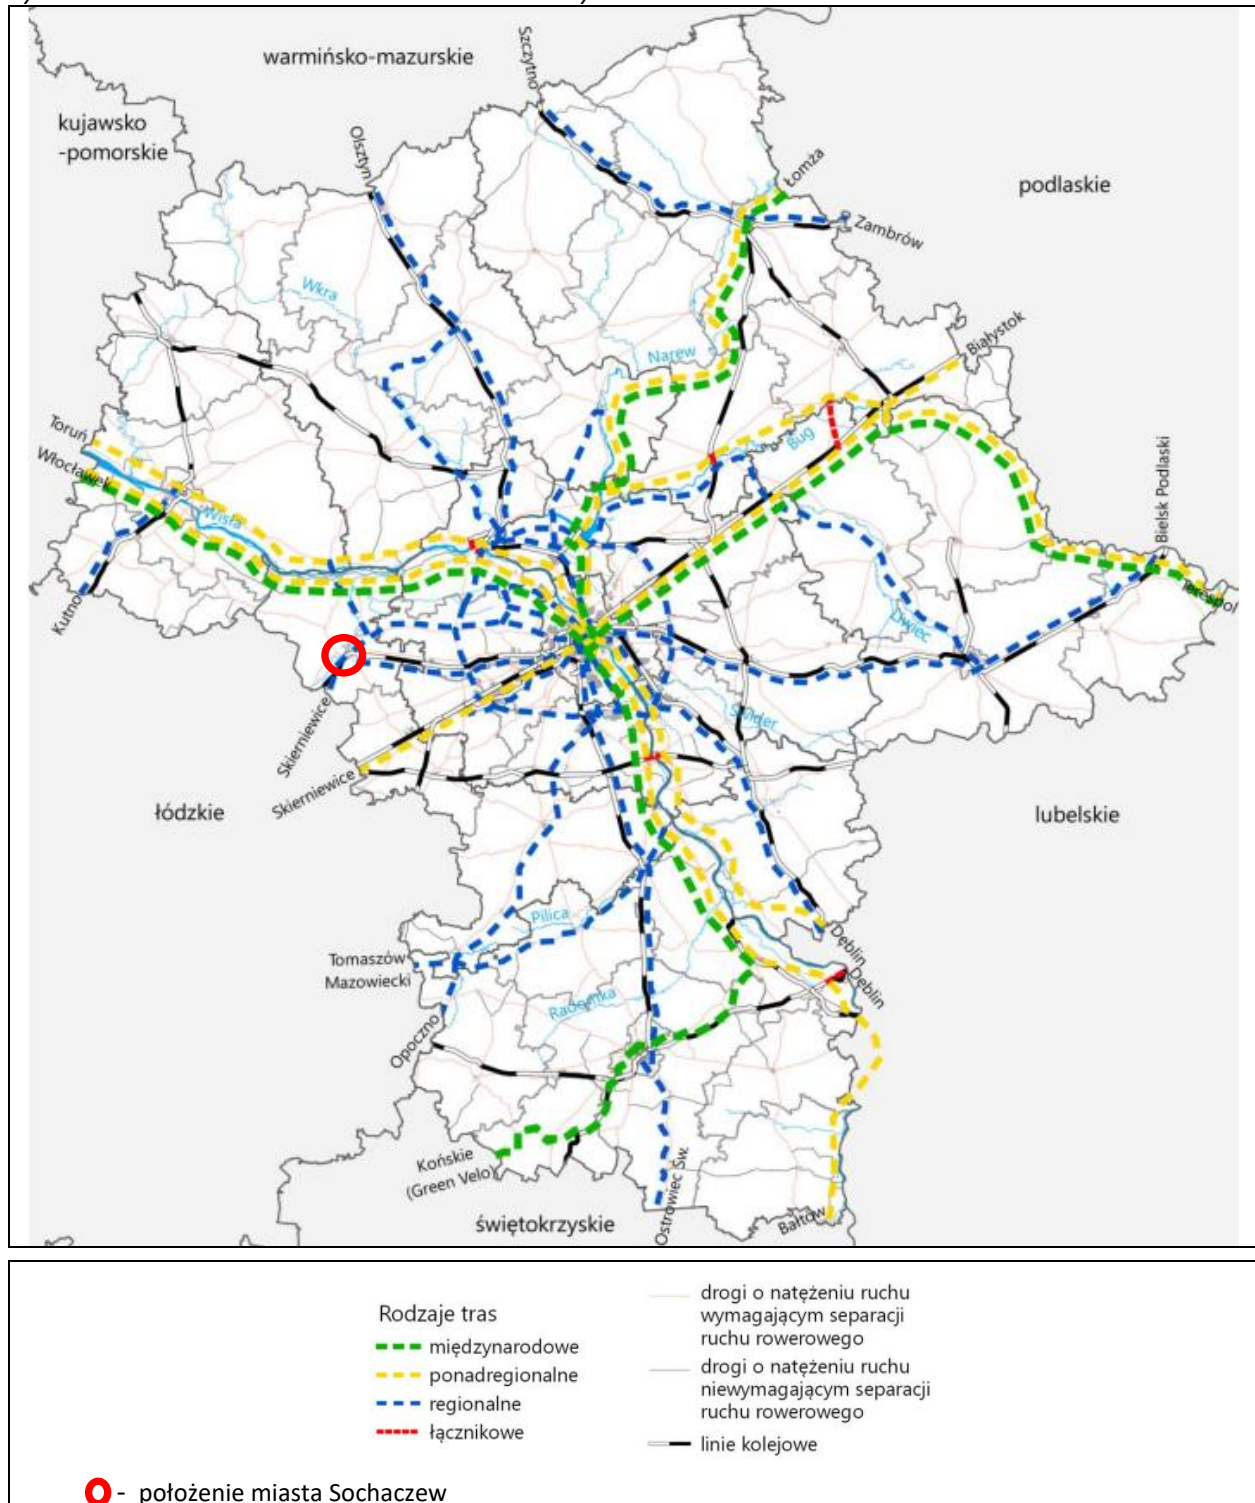 warmińsko-mazurskie
Szczytno
kujawsko
-pomorskie
Olsztyn
Łomża
podlaskie
Zambrów
Wkra
Białystok
Narew
Toruń
Włocławek
Bug
Bielsk Podlaski
Wisła
Terespol
Kutno
Liwiec
Świder
Skierniewice
Skierniewice
łódzkie
lubelskie
Pilica
Dęblin
Tomaszów
Mazowiecki
Dęblin
Radomka
Opoczno
Końskie
(Green Velo)
Ostrowiec Św.
świętokrzyskie
Bałtów
Rodzaje tras
międzynarodowe
ponadregionalne
regionalne
łącznikowe
drogi o natężeniu ruchu
wymagającym separacji
ruchu rowerowego
drogi o natężeniu ruchu
niewymagającym separacji
ruchu rowerowego
linie kolejowe
- położenie miasta Sochaczew